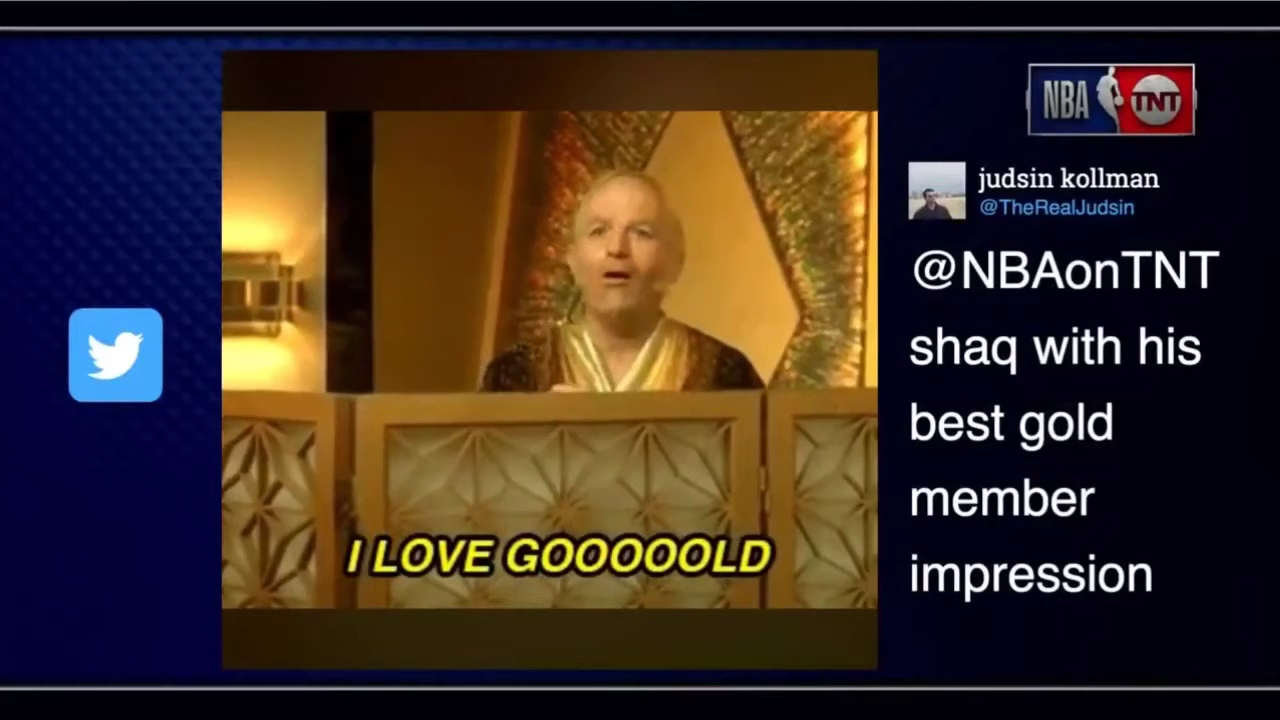 NBA TNT
judsin kollman
@TheRealJudsin
@NBAonTNT
shaq with his
best gold
member
impression
I LOVE GOOOOOLD